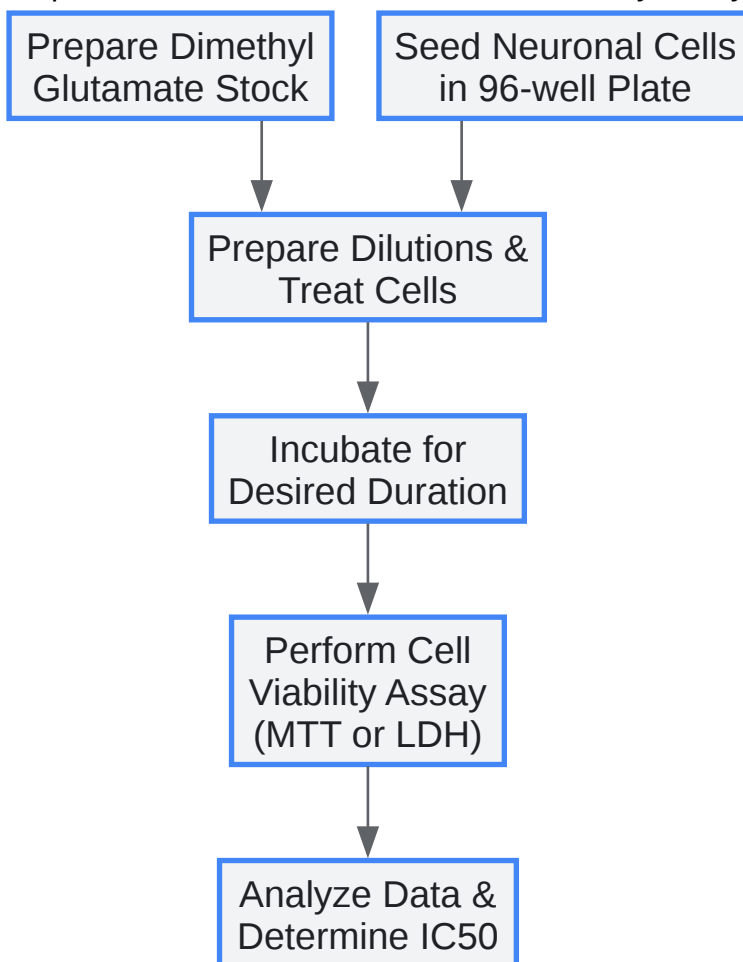 Prepare Dimethyl
Glutamate Stock
Seed Neuronal Cells
in 96-well Plate
Prepare Dilutions &
Treat Cells
Incubate for
Desired Duration
Perform Cell
Viability Assay
(MTT or LDH)
Analyze Data &
Determine IC50